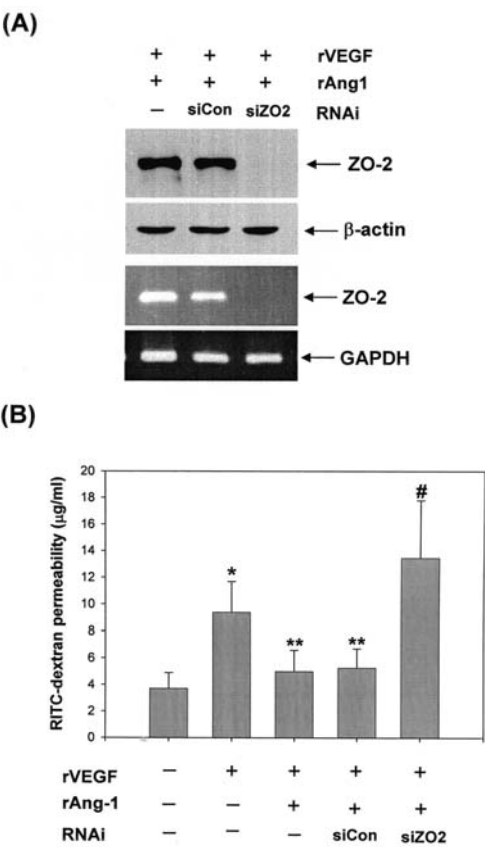 (A)
+ + + rVEGF
+ + + rAng1
− siCon siZO2 RNAi
ZO-2
β-actin
ZO-2
GAPDH
(B)
20
18
16
14
12
10
8
6
4
2
0
RITC-dextran permeability (μg/ml)
* ** ** #
rVEGF − + + + +
rAng-1 − − + + +
RNAi − − − siCon siZO2